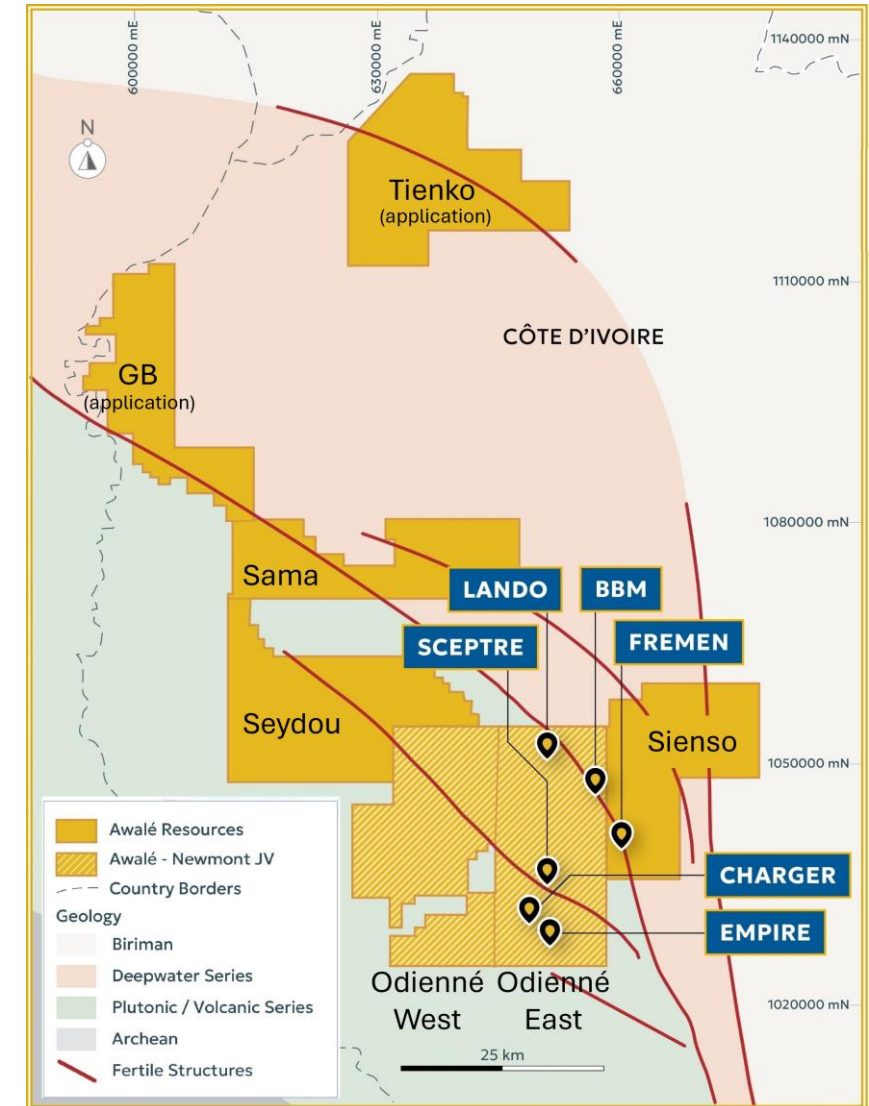 600000 mE
630000 mE
660000 mE
1140000 mN
N
Tienko
(application)
1110000 mN
CÔTE D'IVOIRE
GB
(application)
1080000 mN
Sama
LANDO
BBM
SCEPTRE
FREMEN
Seydou
Sienso
1050000 mN
Awalé Resources
Awalé - Newmont JV
Country Borders
Geology
Biriman
Deepwater Series
Plutonic / Volcanic Series
Archean
Fertile Structures
CHARGER
EMPIRE
Odienné
West
Odienné
East
1020000 mN
25 km